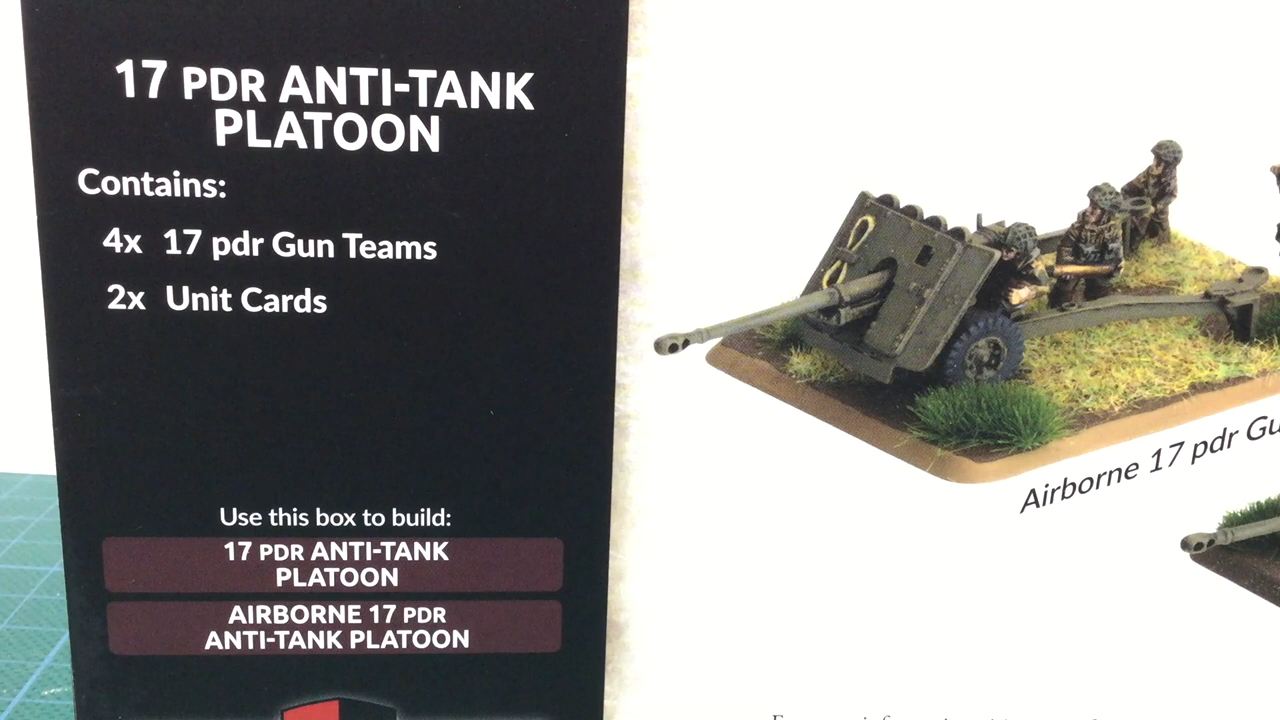 17 PDR ANTI-TANK
PLATOON
Contains:
4x 17 pdr Gun Teams
2x Unit Cards
Use this box to build:
17 PDR ANTI-TANK
PLATOON
AIRBORNE 17 PDR
ANTI-TANK PLATOON
Airborne 17 pdr